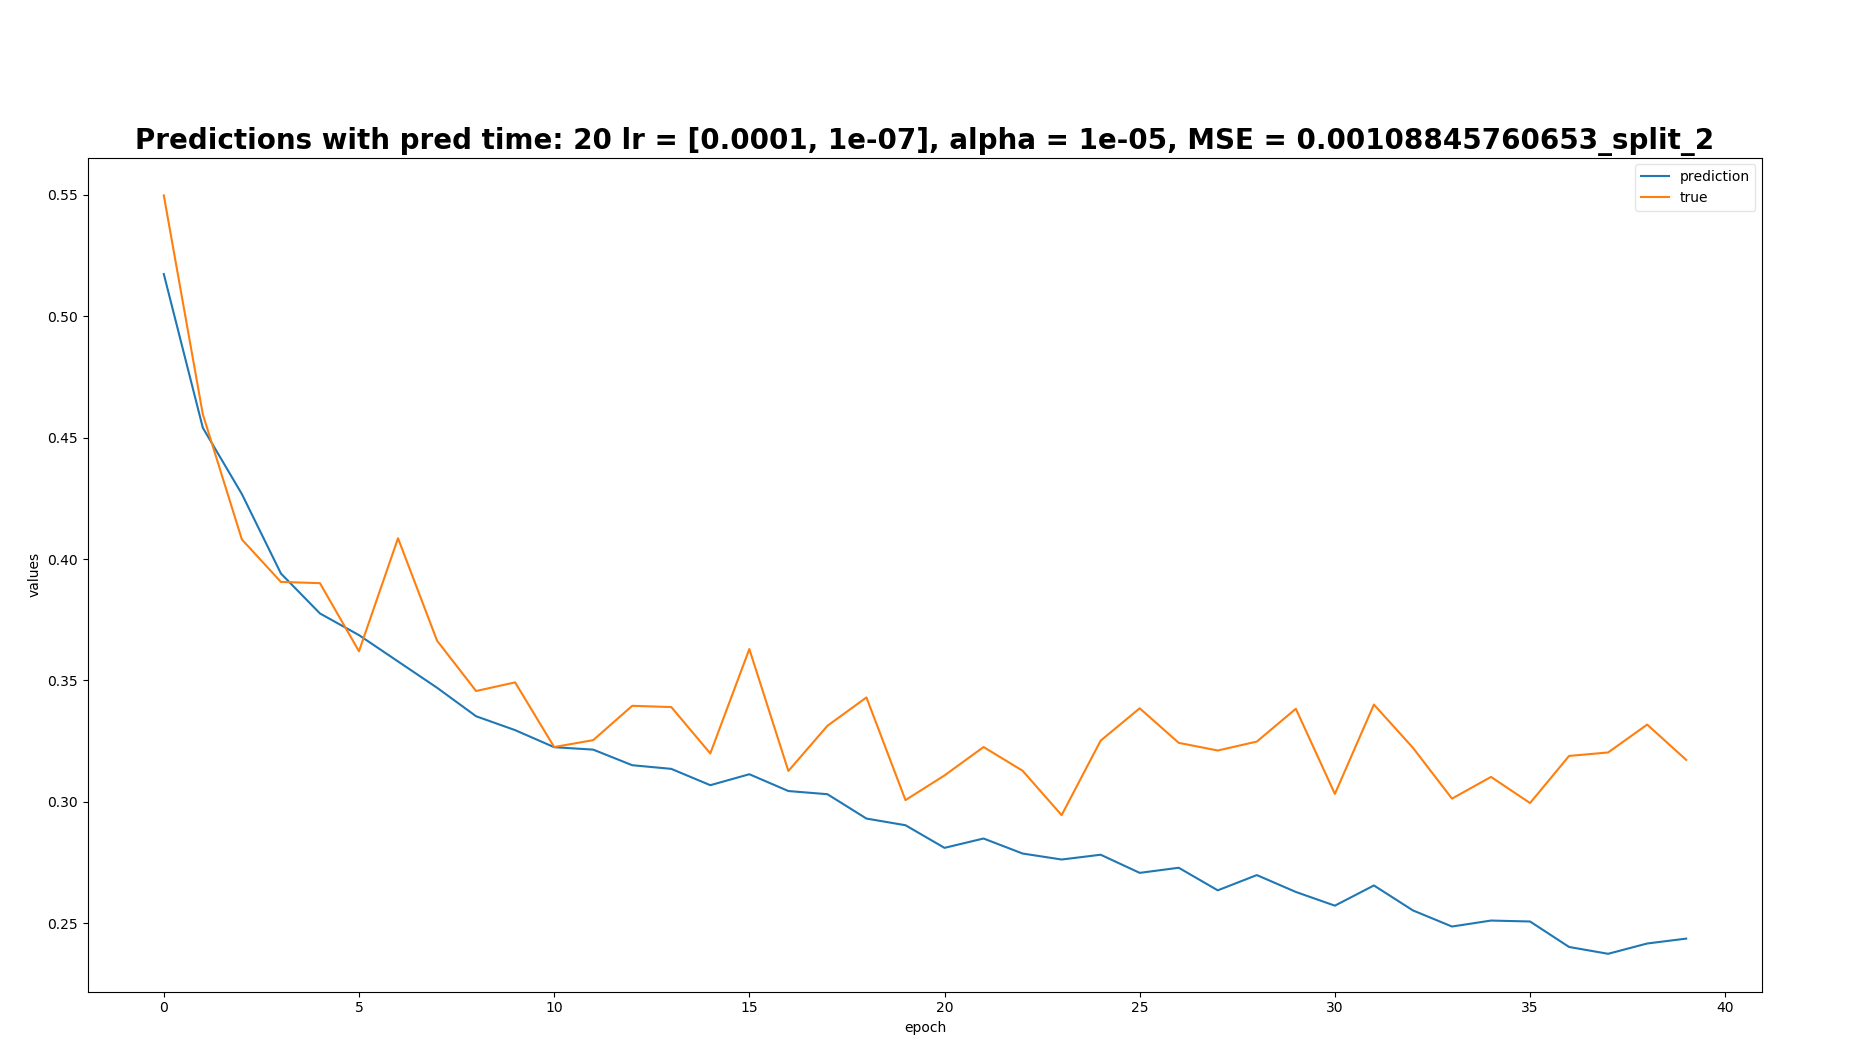 Predictions with pred time: 20 lr = [0.0001, 1e-07], alpha = 1e-05, MSE = 0.00108845760653_split_2
prediction
true
values
0.55
0.50
0.45
0.40
0.35
0.30
0.25
0 5 10 15 20 25 30 35 40
epoch